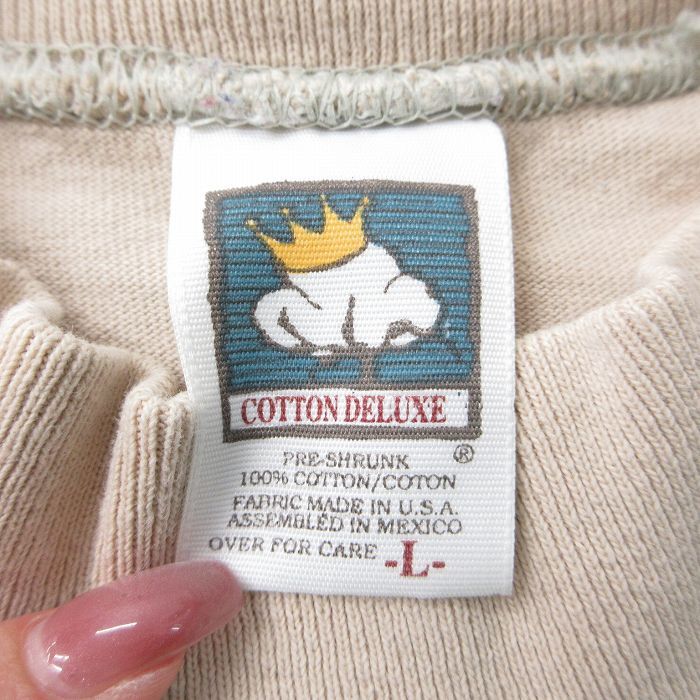 COTTON DELUXE
®
PRE-SHRUNK
100% COTTON/COTON
FABRIC MADE IN U.S.A.
ASSEMBLED IN MEXICO
OVER FOR CARE -L-